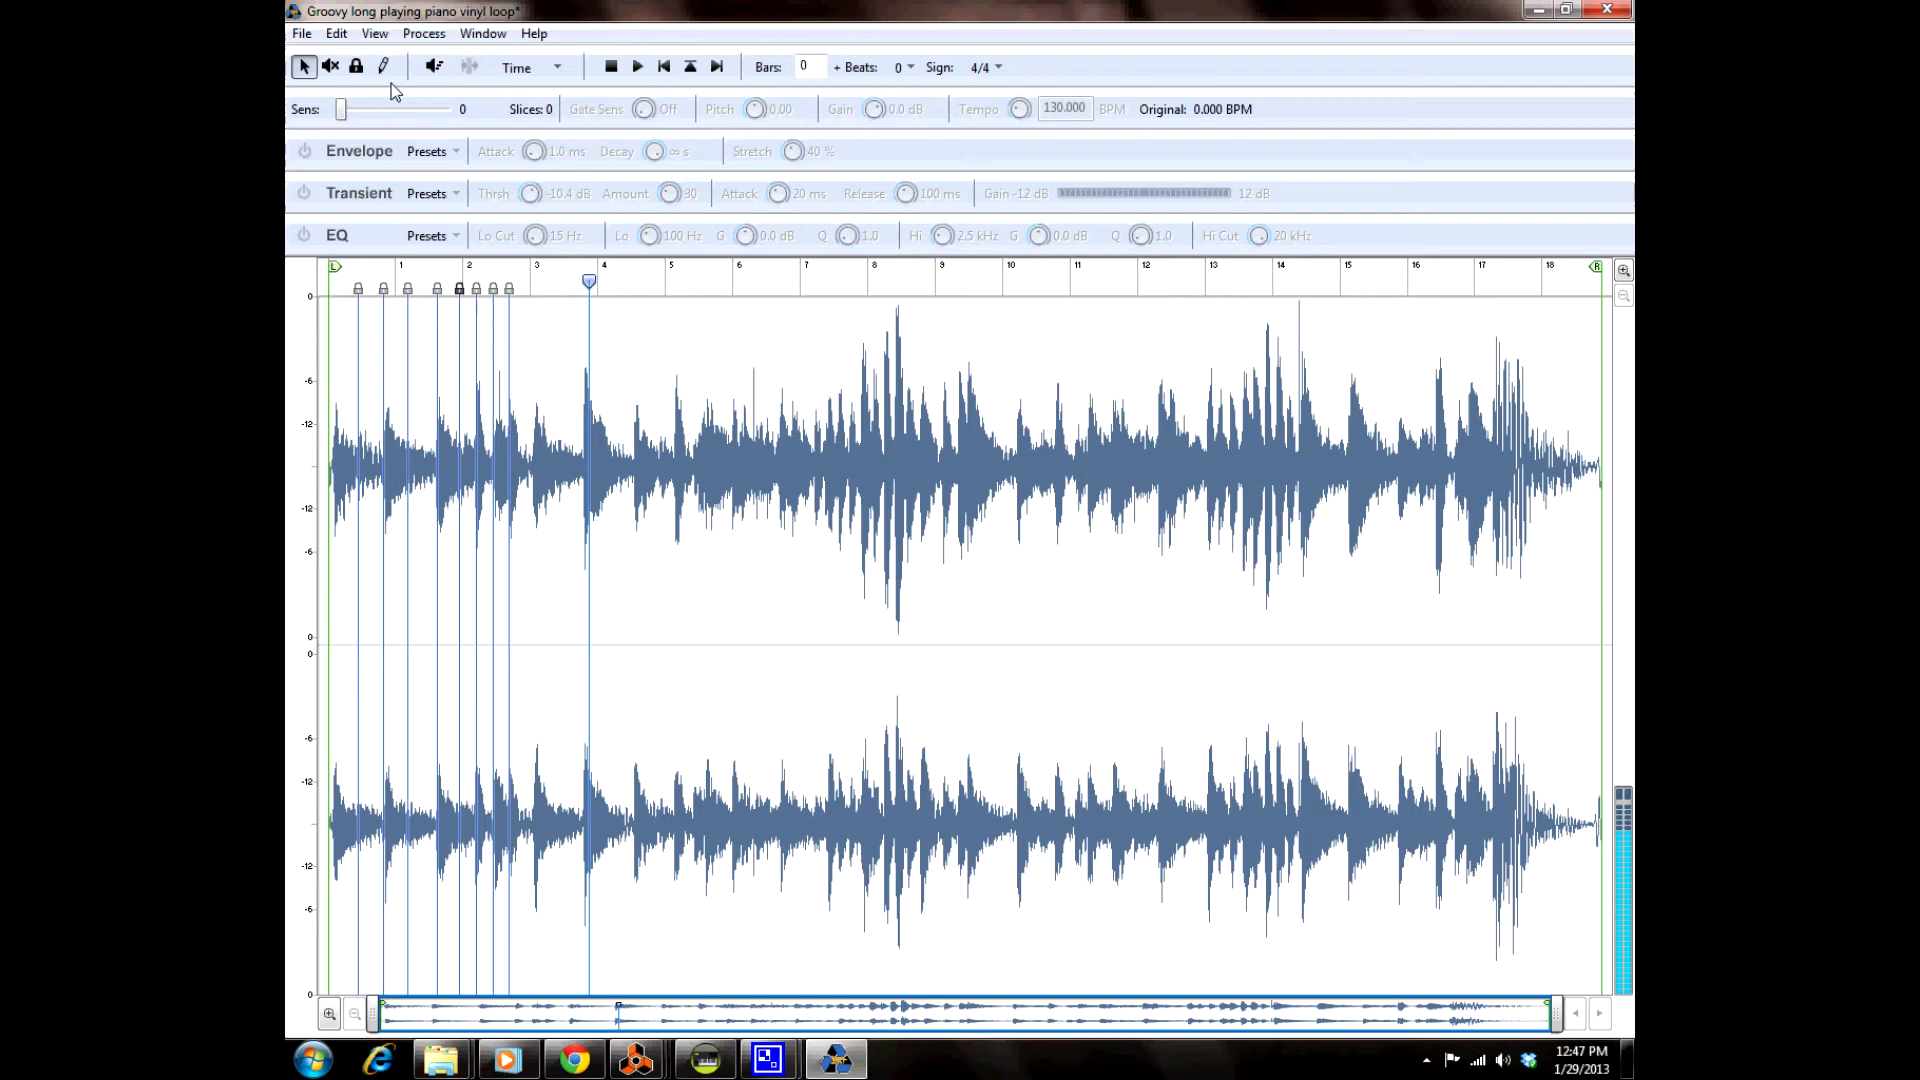 Groovy long playing piano vinyl loop*
File Edit View Process Window Help
Time Bars: 0 + Beats: 0 Sign: 4/4
Sens: 0 Slices: 0 Gate Sens Off Pitch 0.00 Gain 0.0 dB Tempo 130.000 BPM Original: 0.000 BPM
Envelope Presets Attack 1.0 ms Decay ∞ s Stretch 40 %
Transient Presets Thrsh -10.4 dB Amount 30 Attack 20 ms Release 100 ms Gain -12 dB 12 dB
EQ Presets Lo Cut 15 Hz Lo 100 Hz G 0.0 dB Q 1.0 Hi 2.5 kHz G 0.0 dB Q 1.0 Hi Cut 20 kHz
L 1 2 3 4 5 6 7 8 9 10 11 12 13 14 15 16 17 18 R
0
-6
-12
-12
-6
0
0
-6
-12
-12
-6
0
12:47 PM
1/29/2013